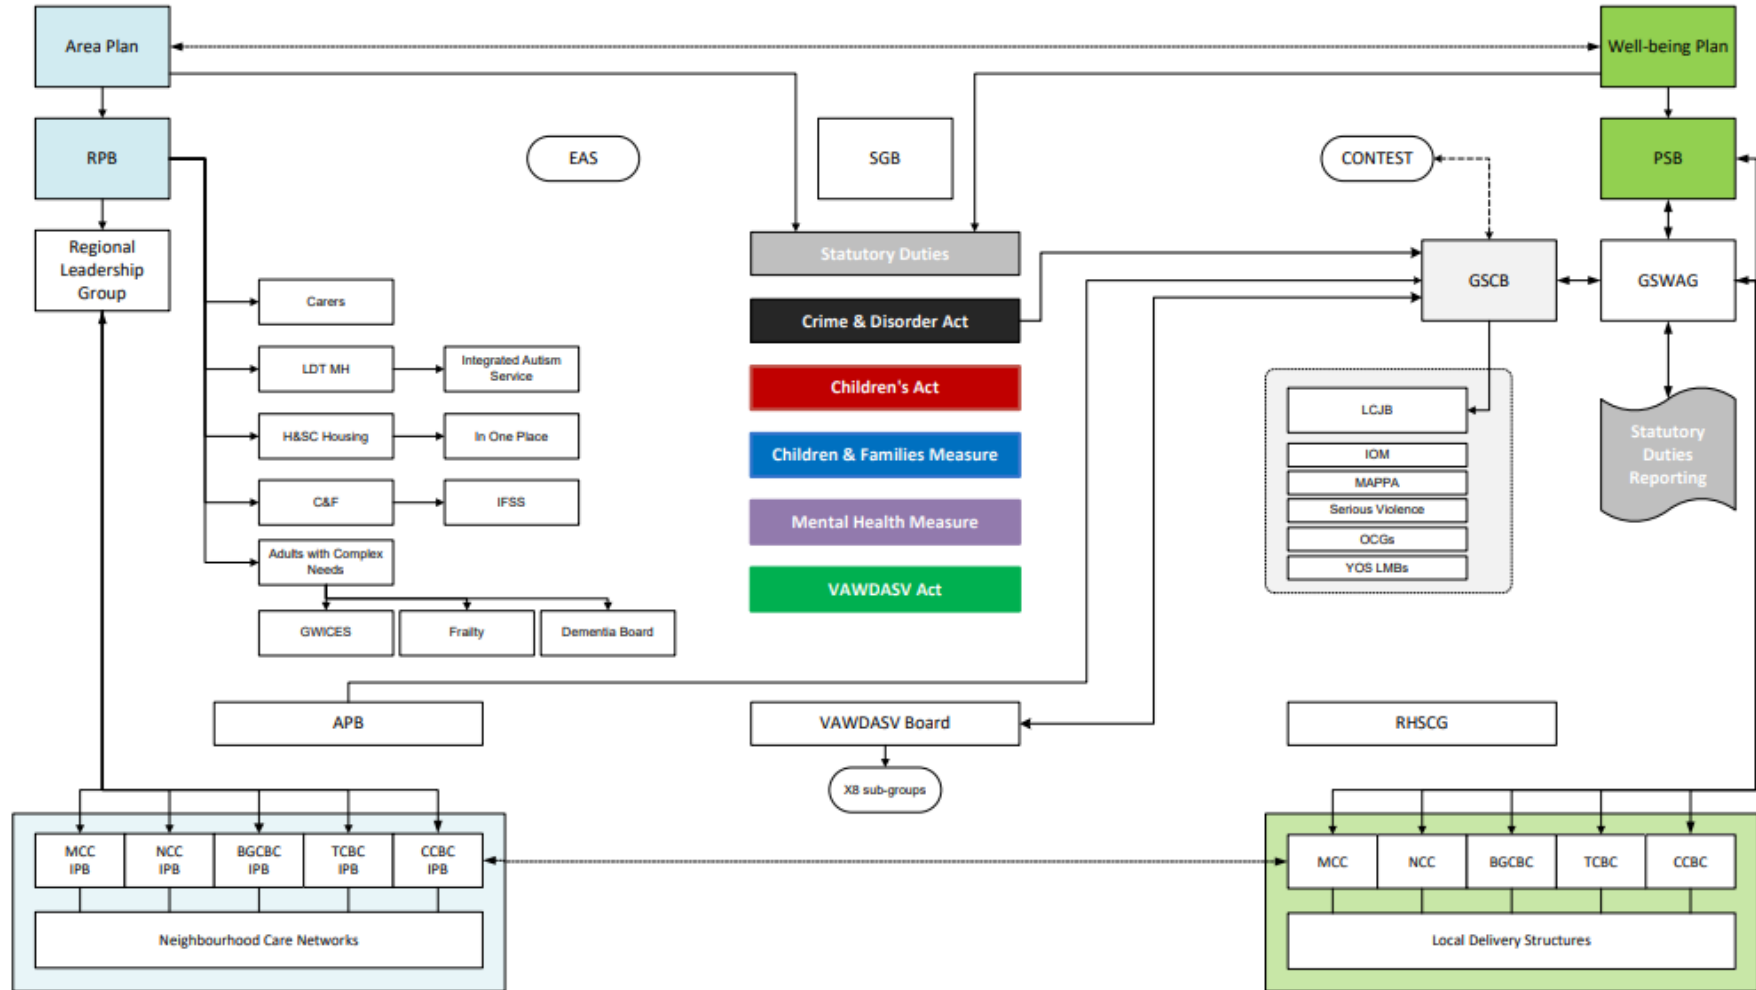 Area Plan
Well-being Plan
RPB
EAS
SGB
CONTEST
PSB
Regional
Leadership
Group
Statutory Duties
GSCB
GSWAG
Carers
Crime & Disorder Act
LDT MH
Integrated Autism
Service
Children's Act
LCJB
H&SC Housing
In One Place
Children & Families Measure
IOM
MAPPA
Serious Violence
OCGs
YOS LMBs
Statutory
Duties
Reporting
C&F
IFSS
Mental Health Measure
Adults with Complex
Needs
VAWDASV Act
GWICES
Frailty
Dementia Board
APB
VAWDASV Board
RHSCG
X8 sub-groups
MCC
IPB
NCC
IPB
BGCBC
IPB
TCBC
IPB
CCBC
IPB
MCC
NCC
BGCBC
TCBC
CCBC
Neighbourhood Care Networks
Local Delivery Structures